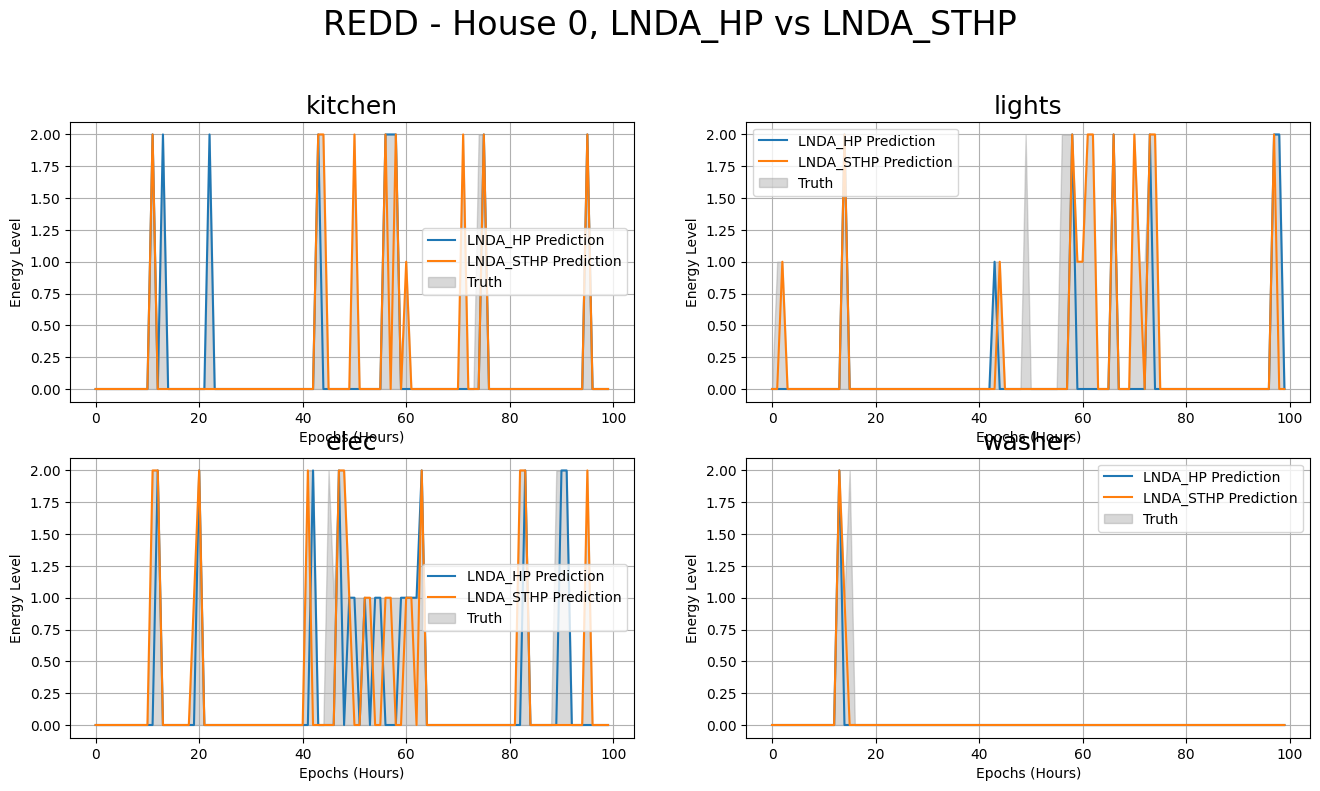 REDD - House 0, LNDA_HP vs LNDA_STHP
kitchen
2.00
1.75
1.50
1.25
1.00
0.75
0.50
0.25
0.00
Energy Level
LNDA_HP Prediction
LNDA_STHP Prediction
Truth
0 20 40 60 80 100
Epochs (Hours)
lights
2.00
1.75
1.50
1.25
1.00
0.75
0.50
0.25
0.00
Energy Level
LNDA_HP Prediction
LNDA_STHP Prediction
Truth
0 20 40 60 80 100
Epochs (Hours)
elec
2.00
1.75
1.50
1.25
1.00
0.75
0.50
0.25
0.00
Energy Level
LNDA_HP Prediction
LNDA_STHP Prediction
Truth
0 20 40 60 80 100
Epochs (Hours)
washer
2.00
1.75
1.50
1.25
1.00
0.75
0.50
0.25
0.00
Energy Level
LNDA_HP Prediction
LNDA_STHP Prediction
Truth
0 20 40 60 80 100
Epochs (Hours)